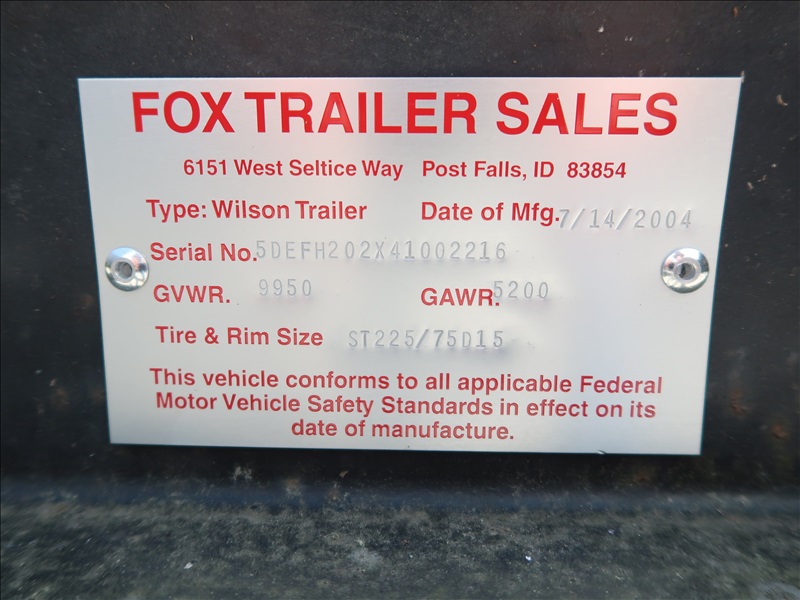 FOX TRAILER SALES
6151 West Seltice Way Post Falls, ID 83854
Type: Wilson Trailer Date of Mfg. 7/14/2004
Serial No. 5DEFH202X41002216
GVWR. 9950 GAWR. 5200
Tire & Rim Size ST225/75D15
This vehicle conforms to all applicable Federal
Motor Vehicle Safety Standards in effect on its
date of manufacture.